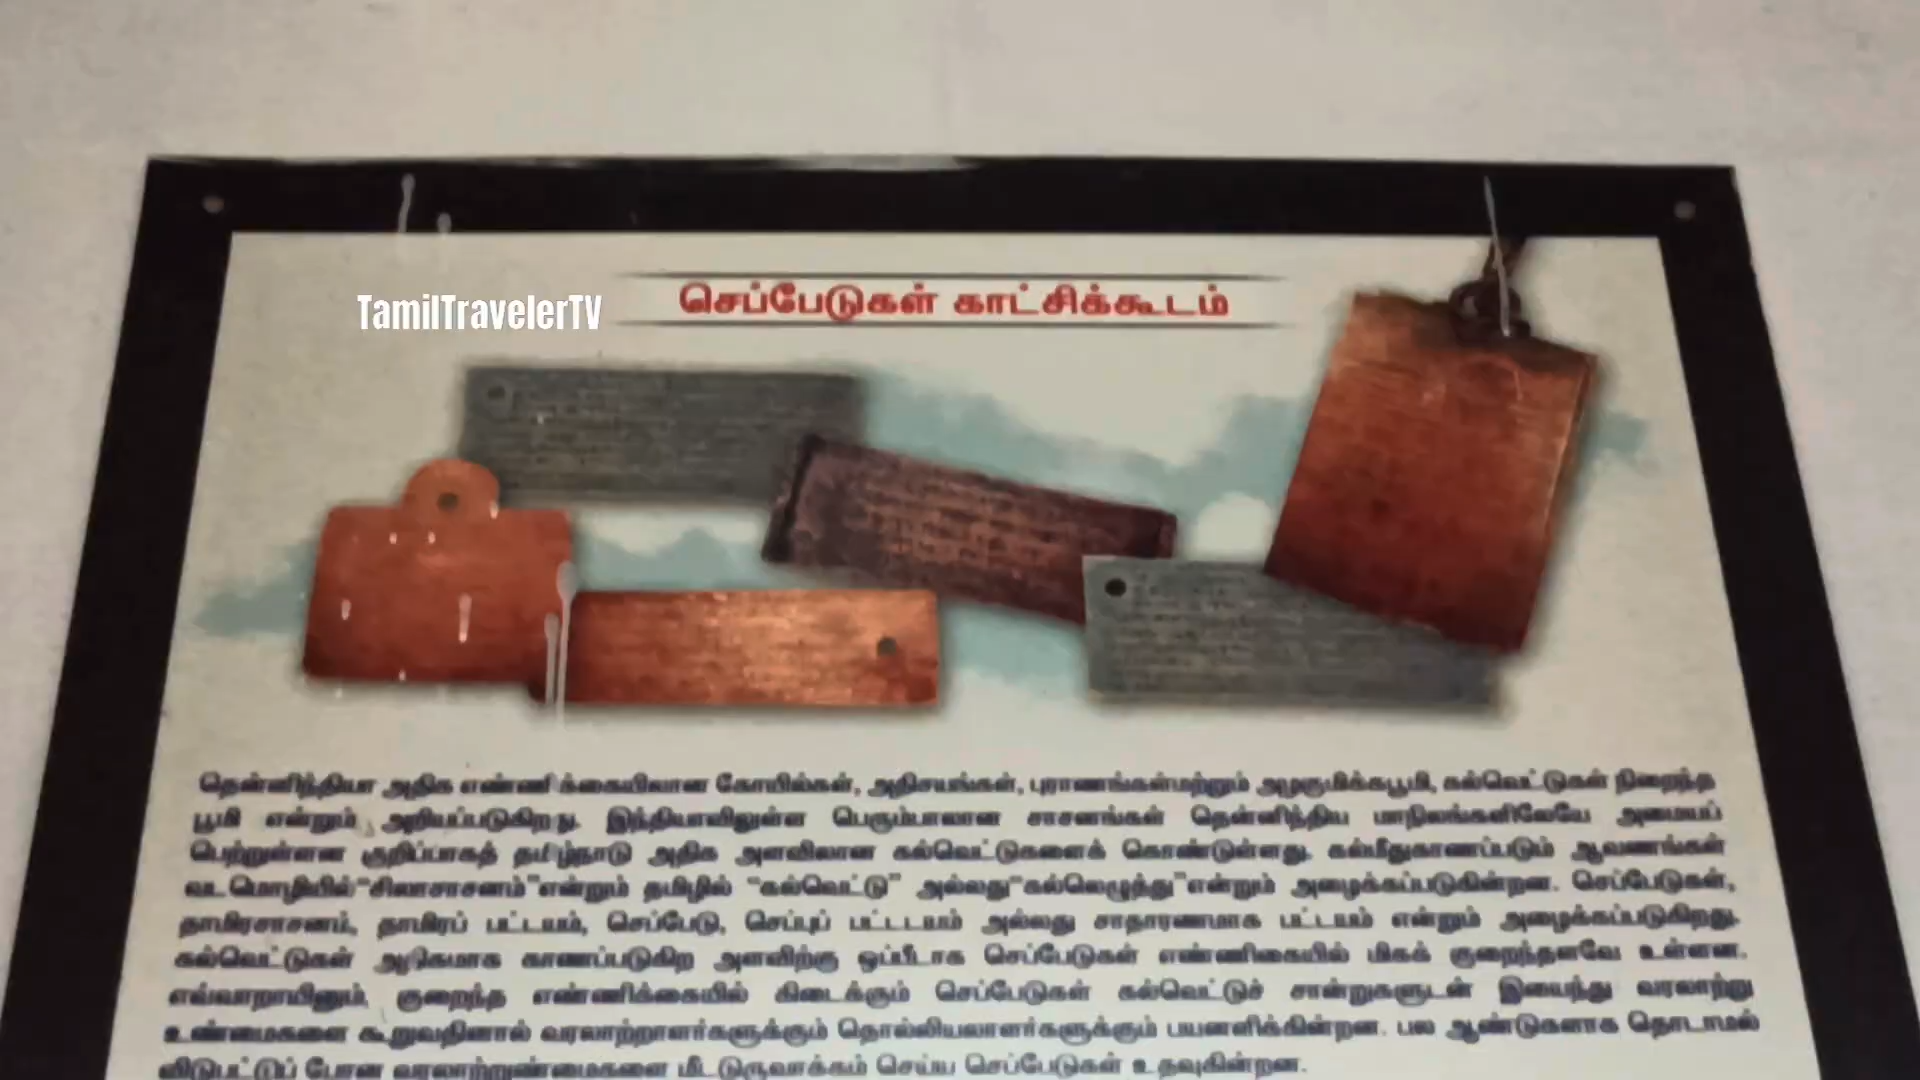 செப்பேடுகள் காட்சிக்கூடம்
TamilTravelerTV
தென்னிந்தியா அதிக எண்ணிக்கையிலான கோயில்கள், அதிசயங்கள், புராணங்கள்மற்றும் அழகுமிக்கபூமி, கல்வெட்டுகள் நிறைந்த
பூமி என்றும் அறியப்படுகிறது. இந்தியாவிலுள்ள பெரும்பாலான சாசனங்கள் தென்னிந்திய மாநிலங்களிலேயே அமையப்
பெற்றுள்ளன குறிப்பாகத் தமிழ்நாடு அதிக அளவிலான கல்வெட்டுகளைக் கொண்டுள்ளது. கல்மீதுகாணப்படும் ஆவணங்கள்
வடமொழியில்"சிலாசாசனம்"என்றும் தமிழில் "கல்வெட்டு" அல்லது"கல்லெழுத்து"என்றும் அழைக்கப்படுகின்றன. செப்பேடுகள்,
தாமிரசாசனம், தாமிரப் பட்டயம், செப்பேடு, செப்புப் பட்டடயம் அல்லது சாதாரணமாக பட்டயம் என்றும் அழைக்கப்படுகிறது.
கல்வெட்டுகள் அதிகமாக காணப்படுகிற அளவிற்கு ஒப்பீடாக செப்பேடுகள் எண்ணிகையில் மிகக் குறைந்தளவே உள்ளன.
எவ்வாறாயினும், குறைந்த எண்ணிக்கையில் கிடைக்கும் செப்பேடுகள் கல்வெட்டுச் சான்றுகளுடன் இயைந்து வரலாற்று
உண்மைகளை கூறுவதினால் வரலாற்றாளர்களுக்கும் தொல்லியலாளர்களுக்கும் பயனளிக்கின்றன. பல ஆண்டுகளாக தொடாமல்
விடுபட்டுப் போன வரலாற்றுண்மைகளை மீட்டுருவாக்கம் செய்ய செப்பேடுகள் உதவுகின்றன.